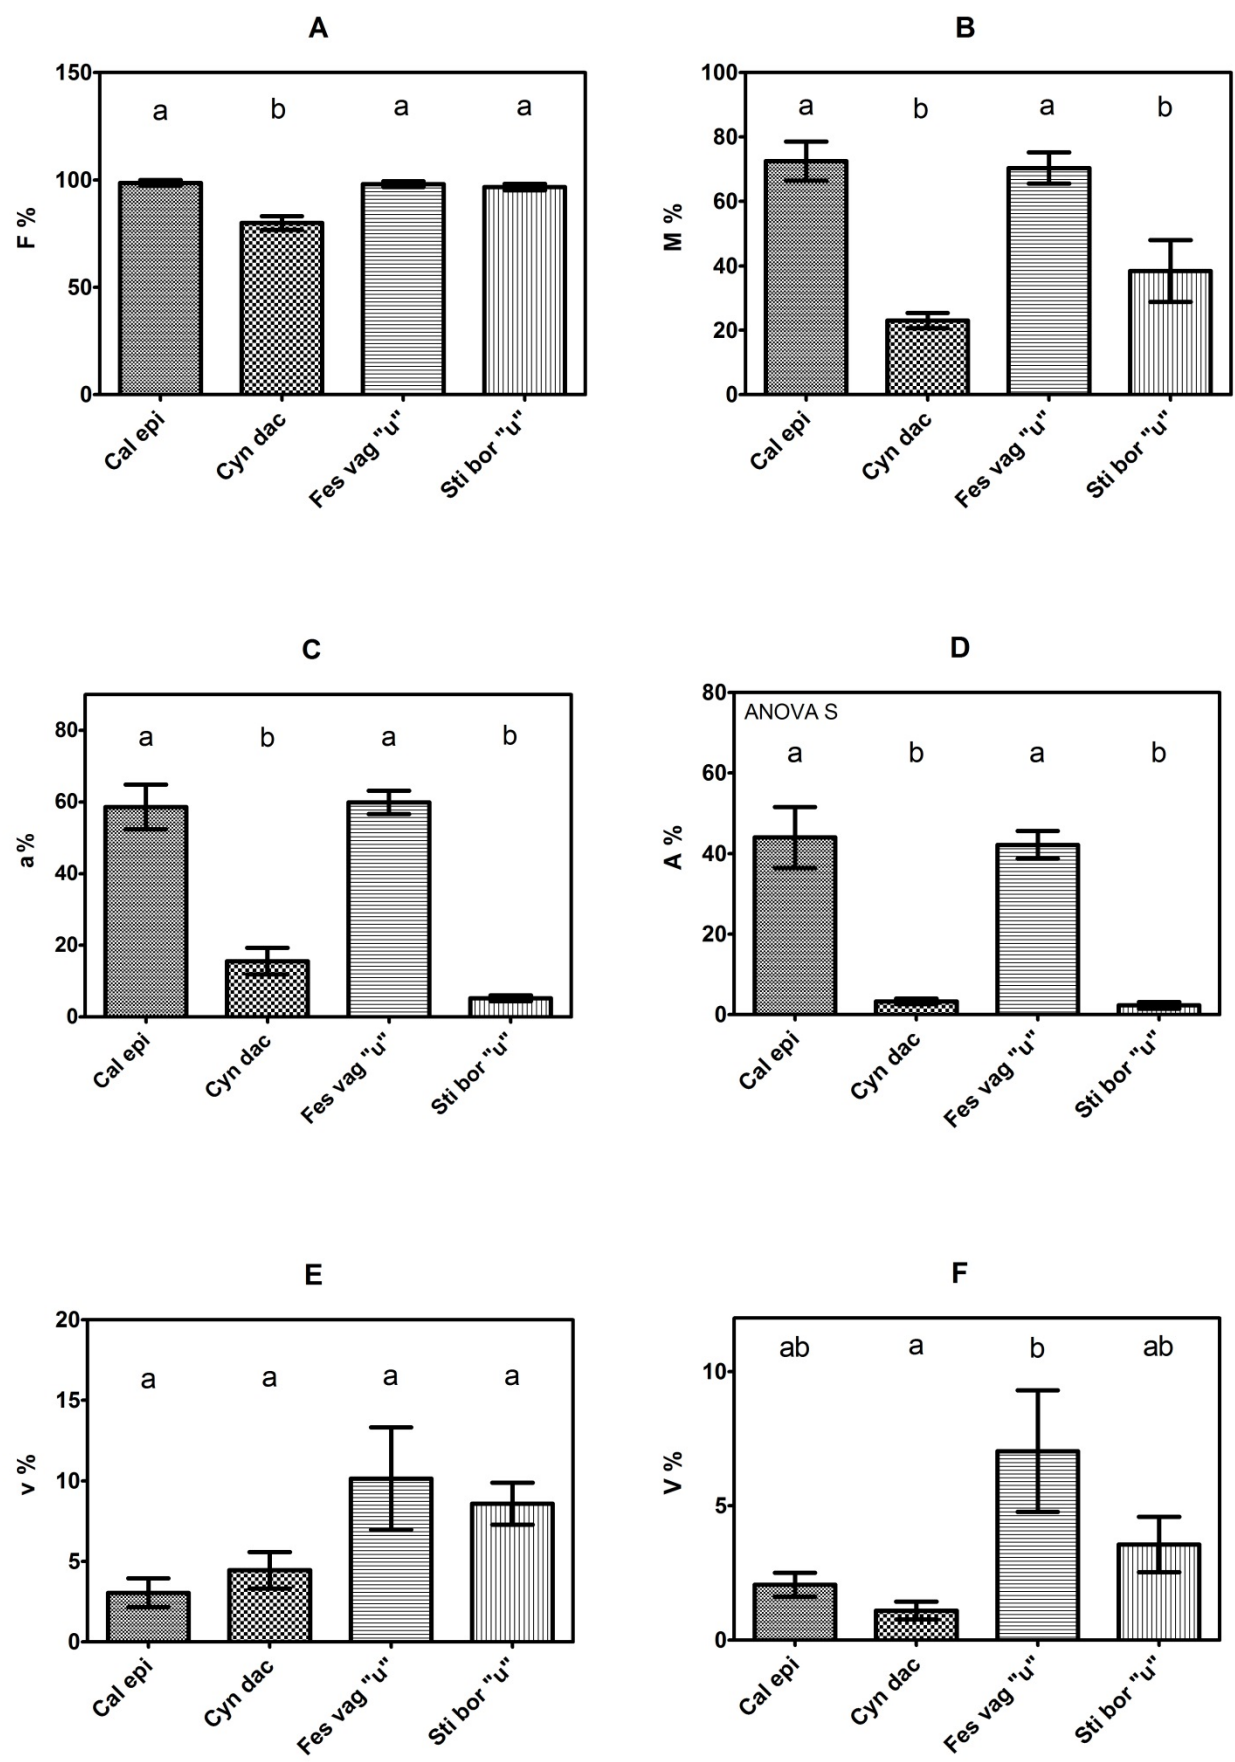 A
150
100
50
0
F %
a b a a
Cal epi
Cyn dac
Fes vag "u"
Sti bor "u"
B
100
80
60
40
20
0
M %
a b a b
Cal epi
Cyn dac
Fes vag "u"
Sti bor "u"
C
80
60
40
20
0
a%
a b a b
Cal epi
Cyn dac
Fes vag "u"
Sti bor "u"
D
80
60
40
20
0
A %
ANOVA S
a b a b
Cal epi
Cyn dac
Fes vag "u"
Sti bor "u"
E
20
15
10
5
0
v %
a a a a
Cal epi
Cyn dac
Fes vag "u"
Sti bor "u"
F
10
5
0
V %
ab a b ab
Cal epi
Cyn dac
Fes vag "u"
Sti bor "u"